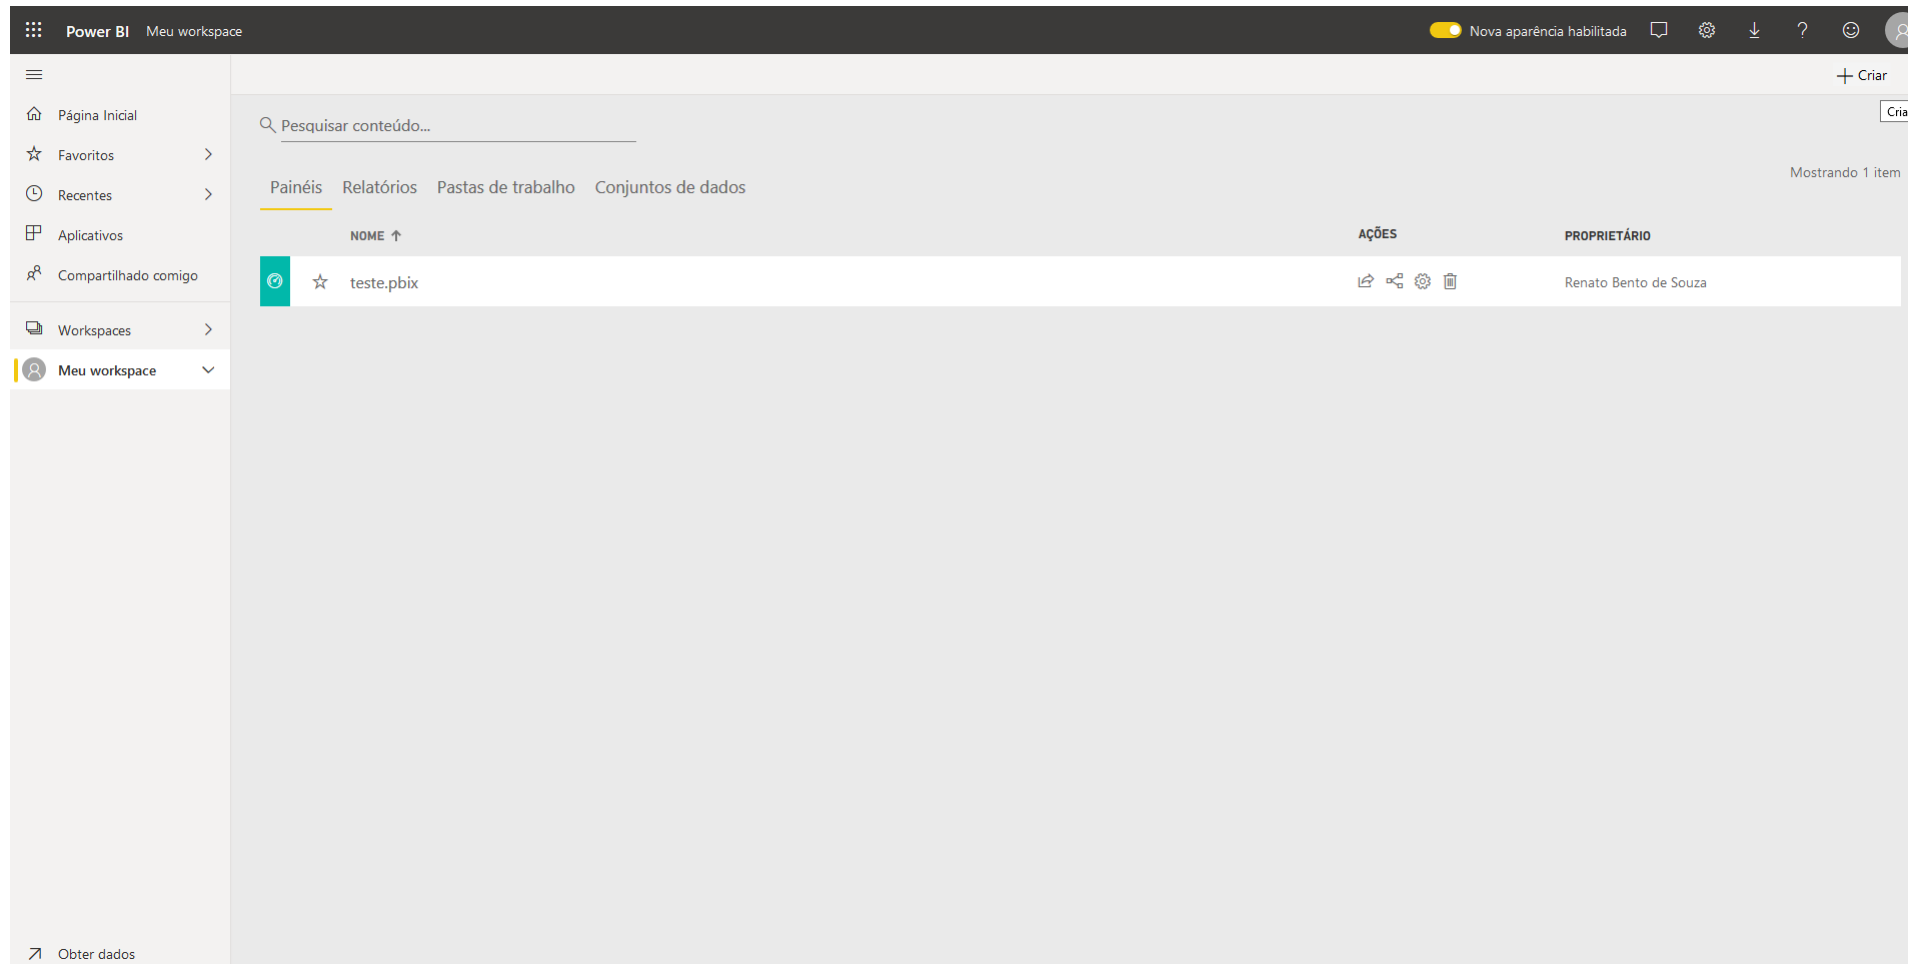 Power BI Meu workspace
Nova aparência habilitada
Criar
Cria
Página Inicial
Favoritos
Recentes
Aplicativos
Compartilhado comigo
Workspaces
Meu workspace
Obter dados
Pesquisar conteúdo...
Mostrando 1 item
Painéis Relatórios Pastas de trabalho Conjuntos de dados
NOME AÇÕES PROPRIETÁRIO
teste.pbix Renato Bento de Souza